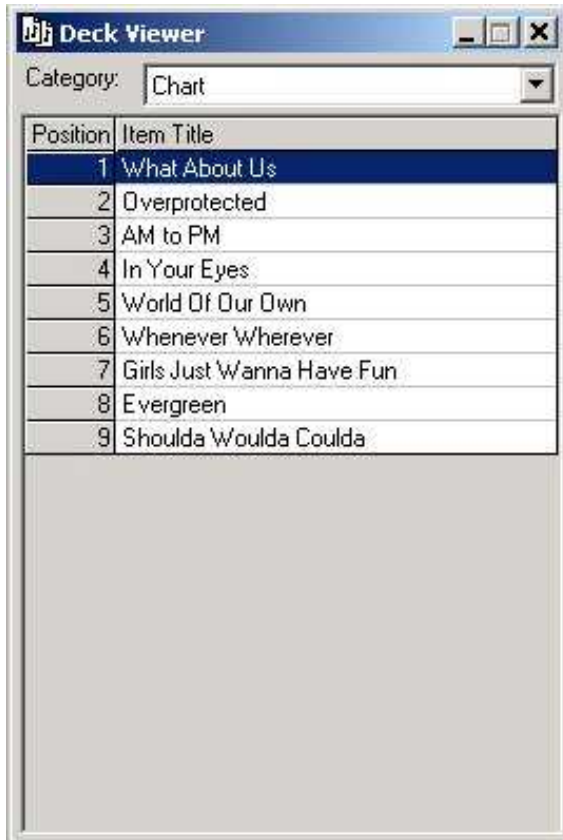 Deck Viewer
Category: Chart
Position Item Title
1 What About Us
2 Overprotected
3 AM to PM
4 In Your Eyes
5 World Of Our Own
6 Whenever Wherever
7 Girls Just Wanna Have Fun
8 Evergreen
9 Shoulda Woulda Coulda